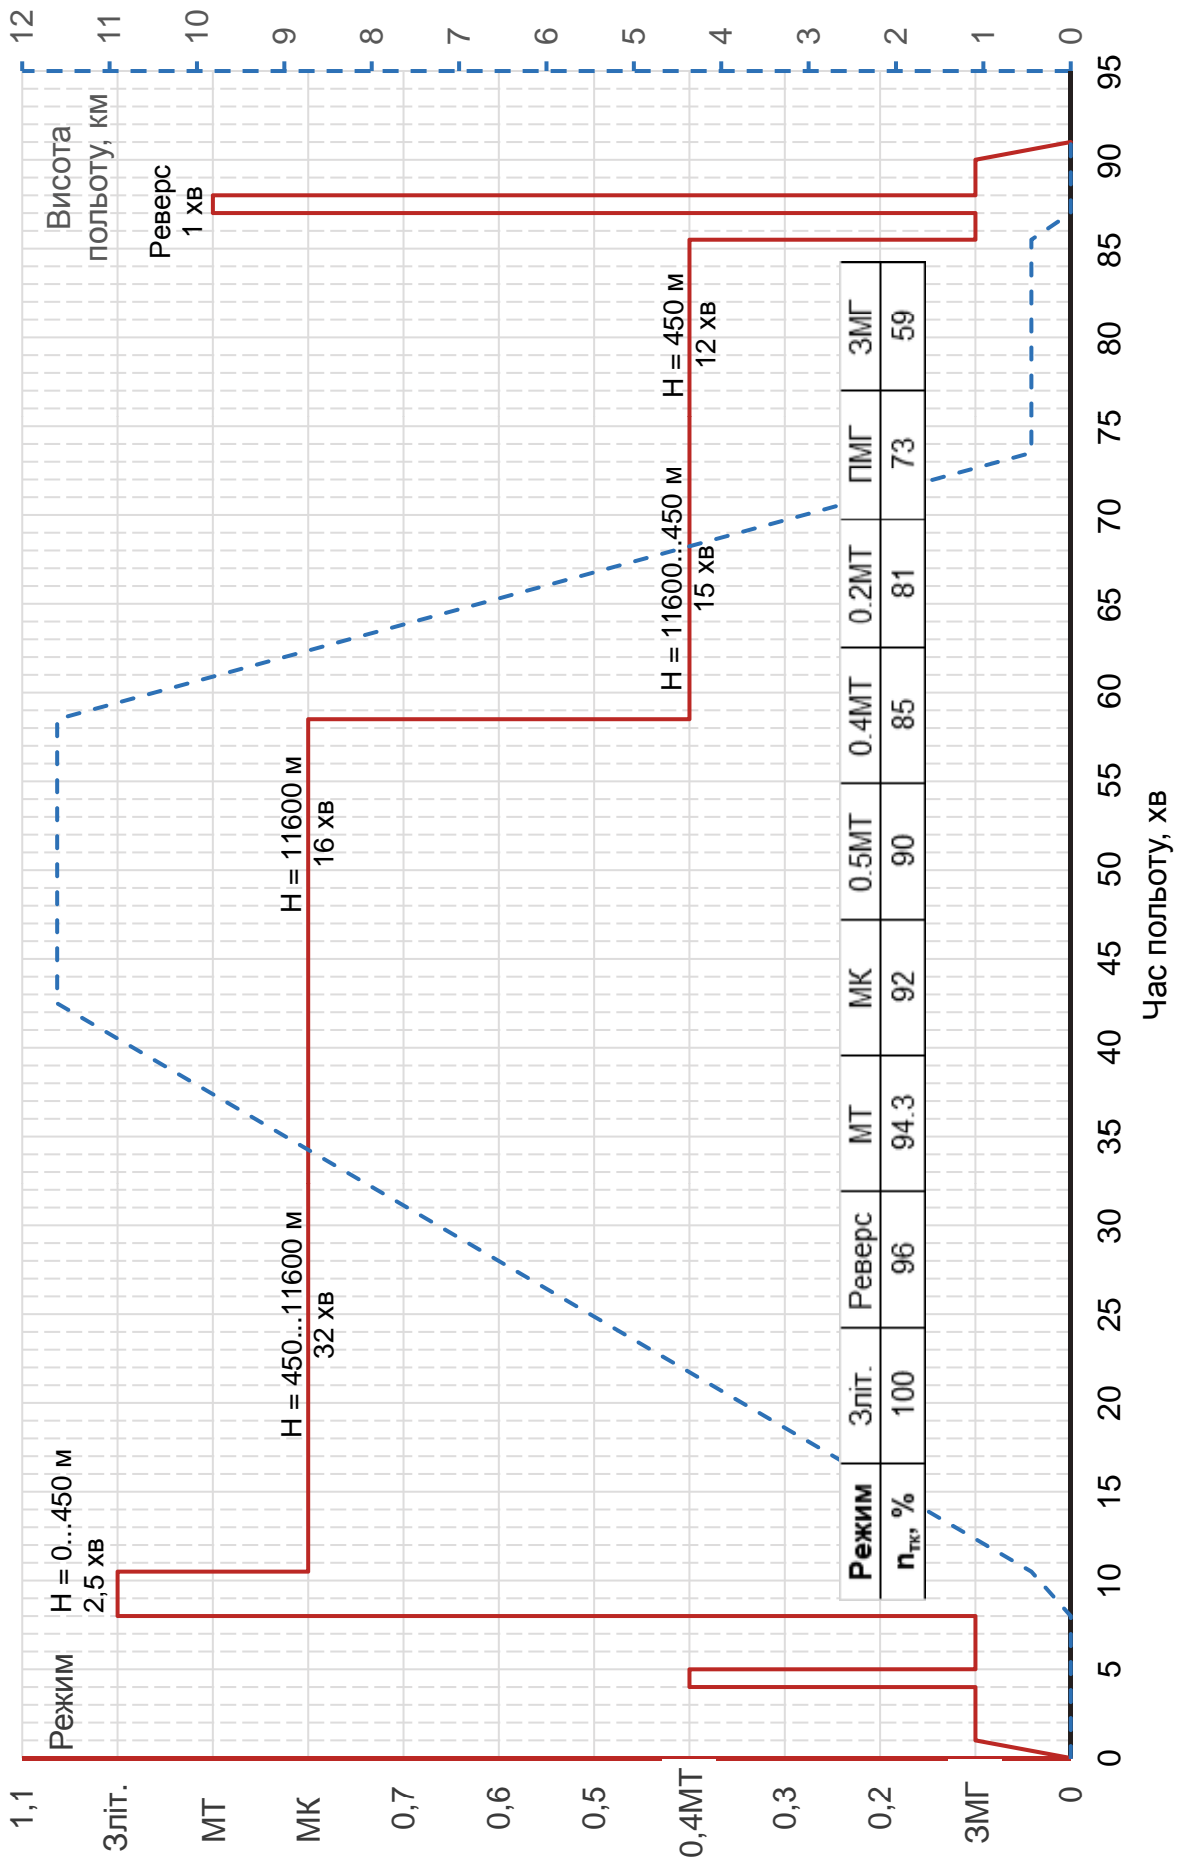 Режим
Висота
польоту, км
1,1
Зліт.
МТ
МК
0,7
0,6
0,5
0,4МТ
0,3
0,2
ЗМГ
0
12
11
10
9
8
7
6
5
4
3
2
1
0
H = 0...450 м
2,5 хв
H = 450...11600 м
32 хв
H = 11600 м
16 хв
H = 11600...450 м
15 хв
H = 450 м
12 хв
Реверс
1 хв
Режим Зліт. Реверс МТ МК 0.5МТ 0.4МТ 0.2МТ ПМГ ЗМГ
nтк, % 100 96 94.3 92 90 85 81 73 59
0 5 10 15 20 25 30 35 40 45 50 55 60 65 70 75 80 85 90 95
Час польоту, хв